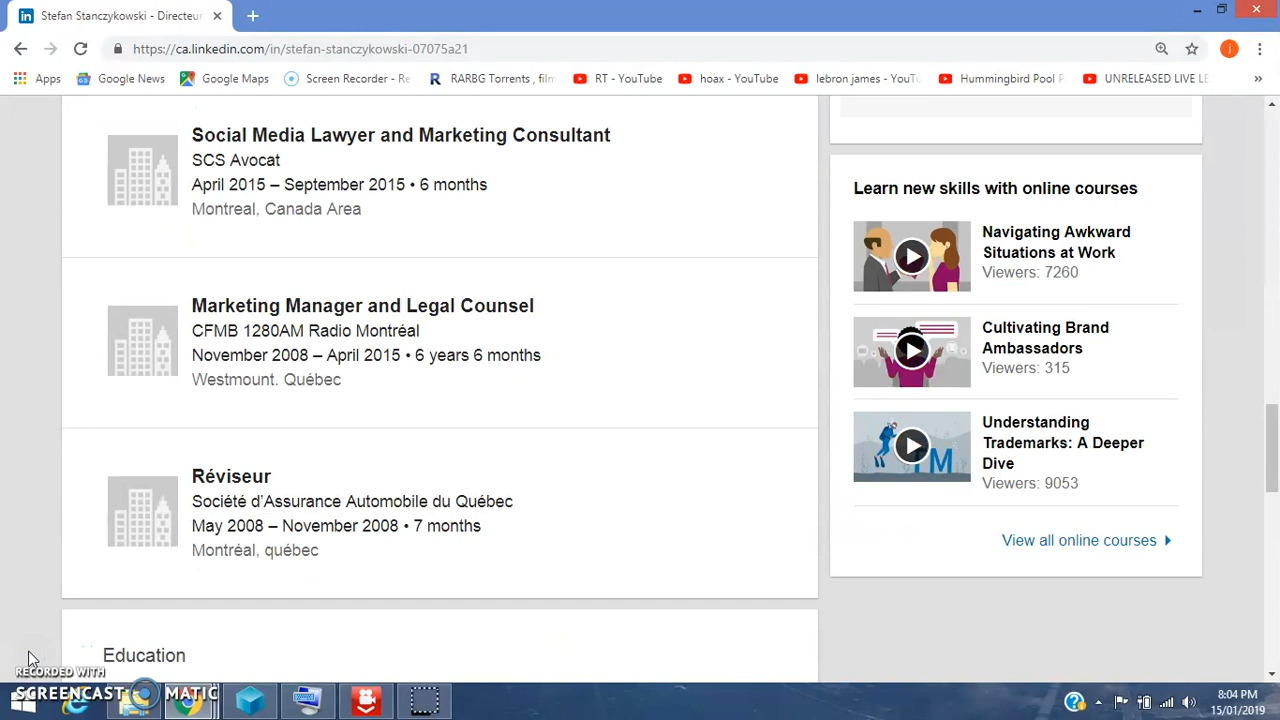 Stefan Stanczykowski - Directeur
https://ca.linkedin.com/in/stefan-stanczykowski-07075a21
Apps Google News Google Maps Screen Recorder - Re RARBG Torrents , film RT - YouTube hoax - YouTube lebron james - YouTu Hummingbird Pool P UNRELEASED LIVE LE »
Social Media Lawyer and Marketing Consultant
SCS Avocat
April 2015 – September 2015 • 6 months
Montreal, Canada Area
Marketing Manager and Legal Counsel
CFMB 1280AM Radio Montréal
November 2008 – April 2015 • 6 years 6 months
Westmount. Québec
Réviseur
Société d'Assurance Automobile du Québec
May 2008 – November 2008 • 7 months
Montréal, québec
Education
Learn new skills with online courses
Navigating Awkward
Situations at Work
Viewers: 7260
Cultivating Brand
Ambassadors
Viewers: 315
Understanding
Trademarks: A Deeper
Dive
Viewers: 9053
View all online courses
TM
RECORDED WITH
SCREENCAST MATIC
8:04 PM
15/01/2019